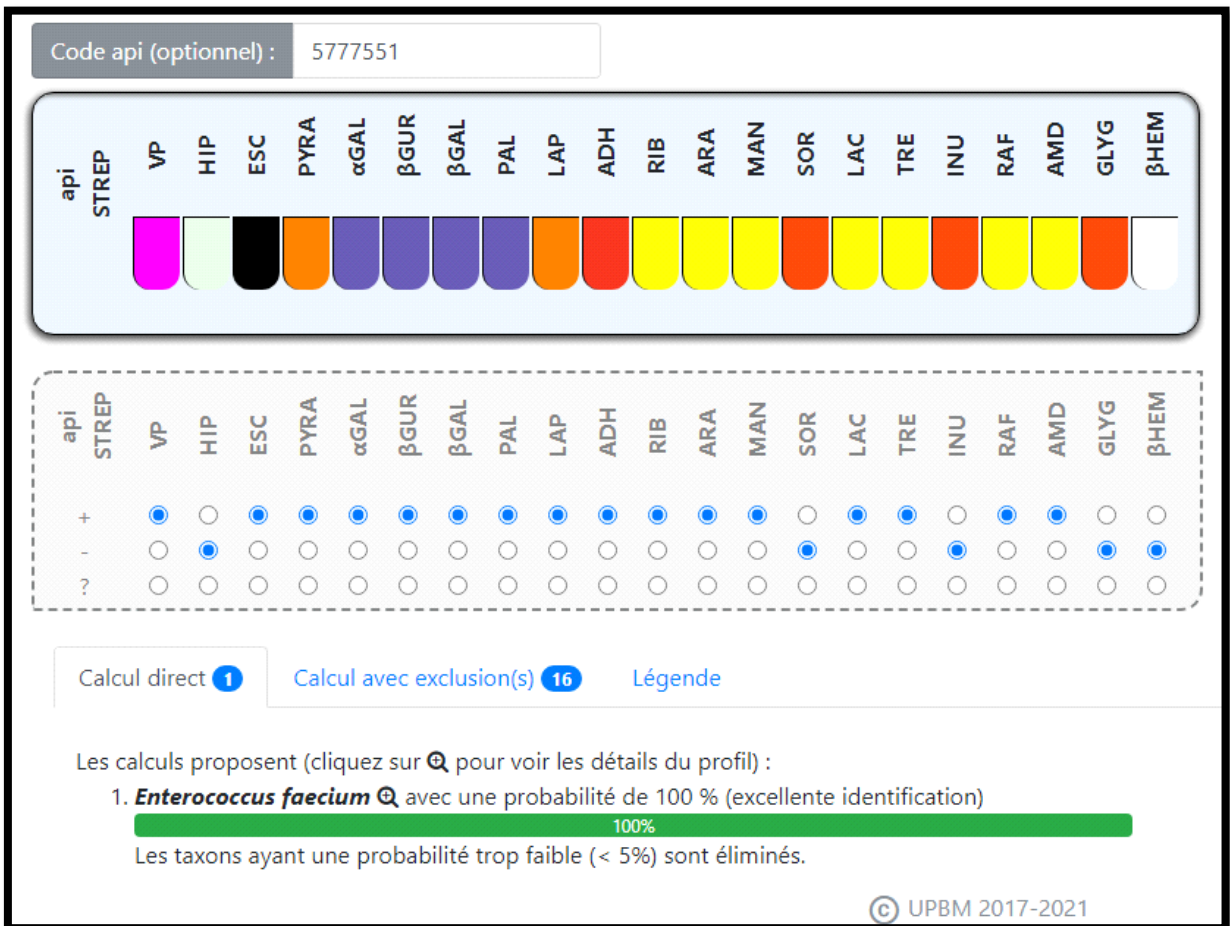 Code api (optionnel) : 5777551
api STREP VP HIP ESC PYRA αGAL βGUR βGAL PAL LAP ADH RIB ARA MAN SOR LAC TRE INU RAF AMD GLYG βHEM
api STREP VP HIP ESC PYRA αGAL βGUR βGAL PAL LAP ADH RIB ARA MAN SOR LAC TRE INU RAF AMD GLYG βHEM
+
-
?
Calcul direct 1 Calcul avec exclusion(s) 16 Légende
Les calculs proposent (cliquez sur pour voir les détails du profil) :
1. Enterococcus faecium avec une probabilité de 100 % (excellente identification)
100%
Les taxons ayant une probabilité trop faible (< 5%) sont éliminés.
© UPBM 2017-2021